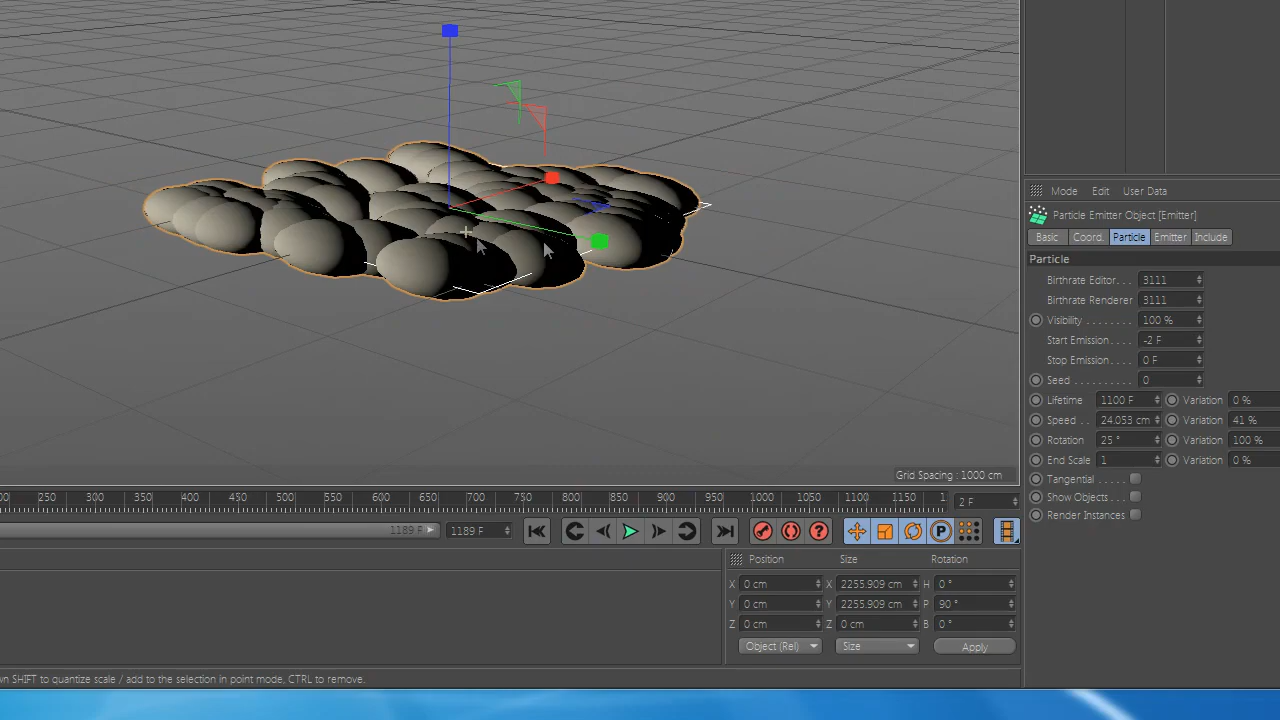 Mode Edit User Data
Particle Emitter Object [Emitter]
Basic Coord. Particle Emitter Include
Particle
Birthrate Editor. . . 3111
Birthrate Renderer 3111
Visibility . . . . . . . . 100 %
Start Emission . . . . -2 F
Stop Emission . . . . 0 F
Seed . . . . . . . . . . 0
Lifetime 1100 F Variation 0 %
Speed . . 24.053 cm Variation 41 %
Rotation 25 ° Variation 100 %
End Scale 1 Variation 0 %
Tangential . . . . .
Show Objects . . . .
Render Instances
Grid Spacing : 1000 cm
00 250 300 350 400 450 500 550 600 650 700 750 800 850 900 950 1000 1050 1100 1150 1 2 F
1189 F 1189 F
Position Size Rotation
X 0 cm X 2255.909 cm H 0 °
Y 0 cm Y 2255.909 cm P 90 °
Z 0 cm Z 0 cm B 0 °
Object (Rel) Size Apply
wn SHIFT to quantize scale / add to the selection in point mode, CTRL to remove.